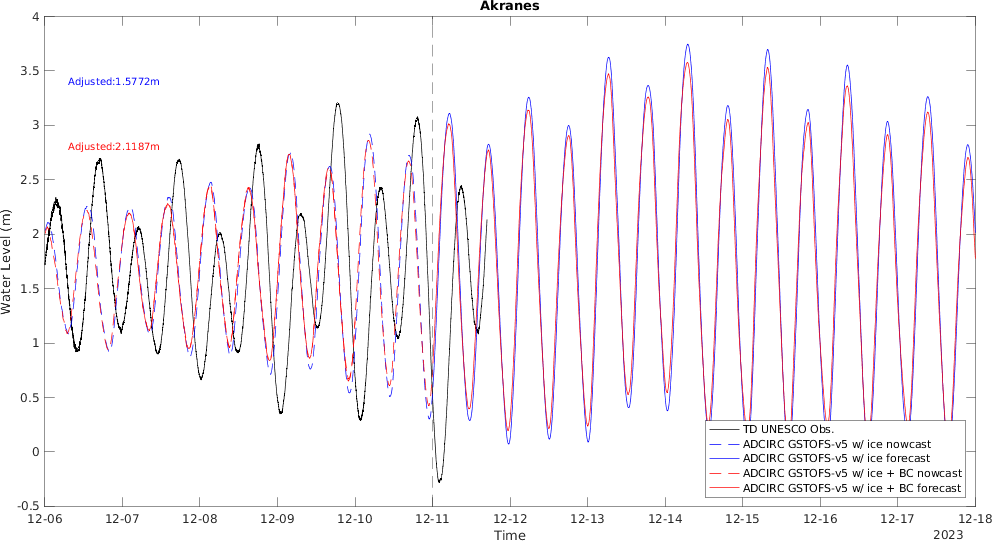 Akranes
4
3.5
3
2.5
2
1.5
1
0.5
0
-0.5
Water Level (m)
Adjusted:1.5772m
Adjusted:2.1187m
TD UNESCO Obs.
ADCIRC GSTOFS-v5 w/ ice nowcast
ADCIRC GSTOFS-v5 w/ ice forecast
ADCIRC GSTOFS-v5 w/ ice + BC nowcast
ADCIRC GSTOFS-v5 w/ ice + BC forecast
12-06 12-07 12-08 12-09 12-10 12-11 12-12 12-13 12-14 12-15 12-16 12-17 12-18
Time
2023